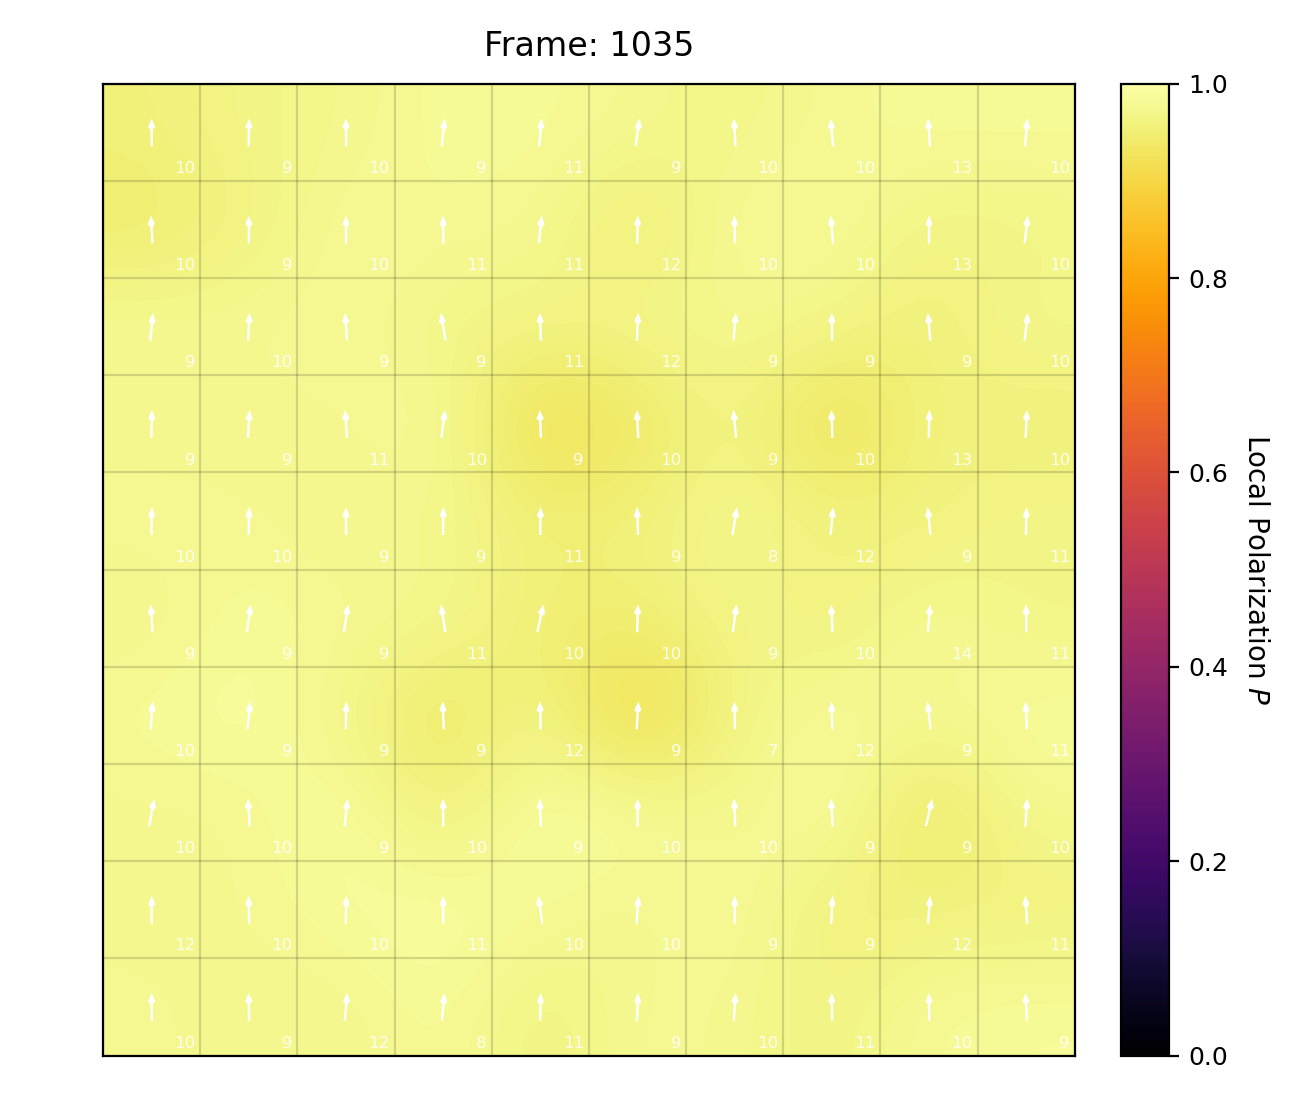 Frame: 1035
10 9 10 9 11 9 10 10 13 10
10 9 10 11 11 12 10 10 13 10
9 10 9 9 11 12 9 9 9 10
9 9 11 10 9 10 9 10 13 10
10 10 9 9 11 9 8 12 9 11
9 9 9 11 10 10 9 10 14 11
10 9 9 9 12 9 7 12 9 11
10 10 9 10 9 10 10 9 9 10
12 10 10 11 10 10 9 9 12 11
10 9 12 8 11 9 10 11 10 9
1.0
0.8
0.6
0.4
0.2
0.0
Local Polarization P